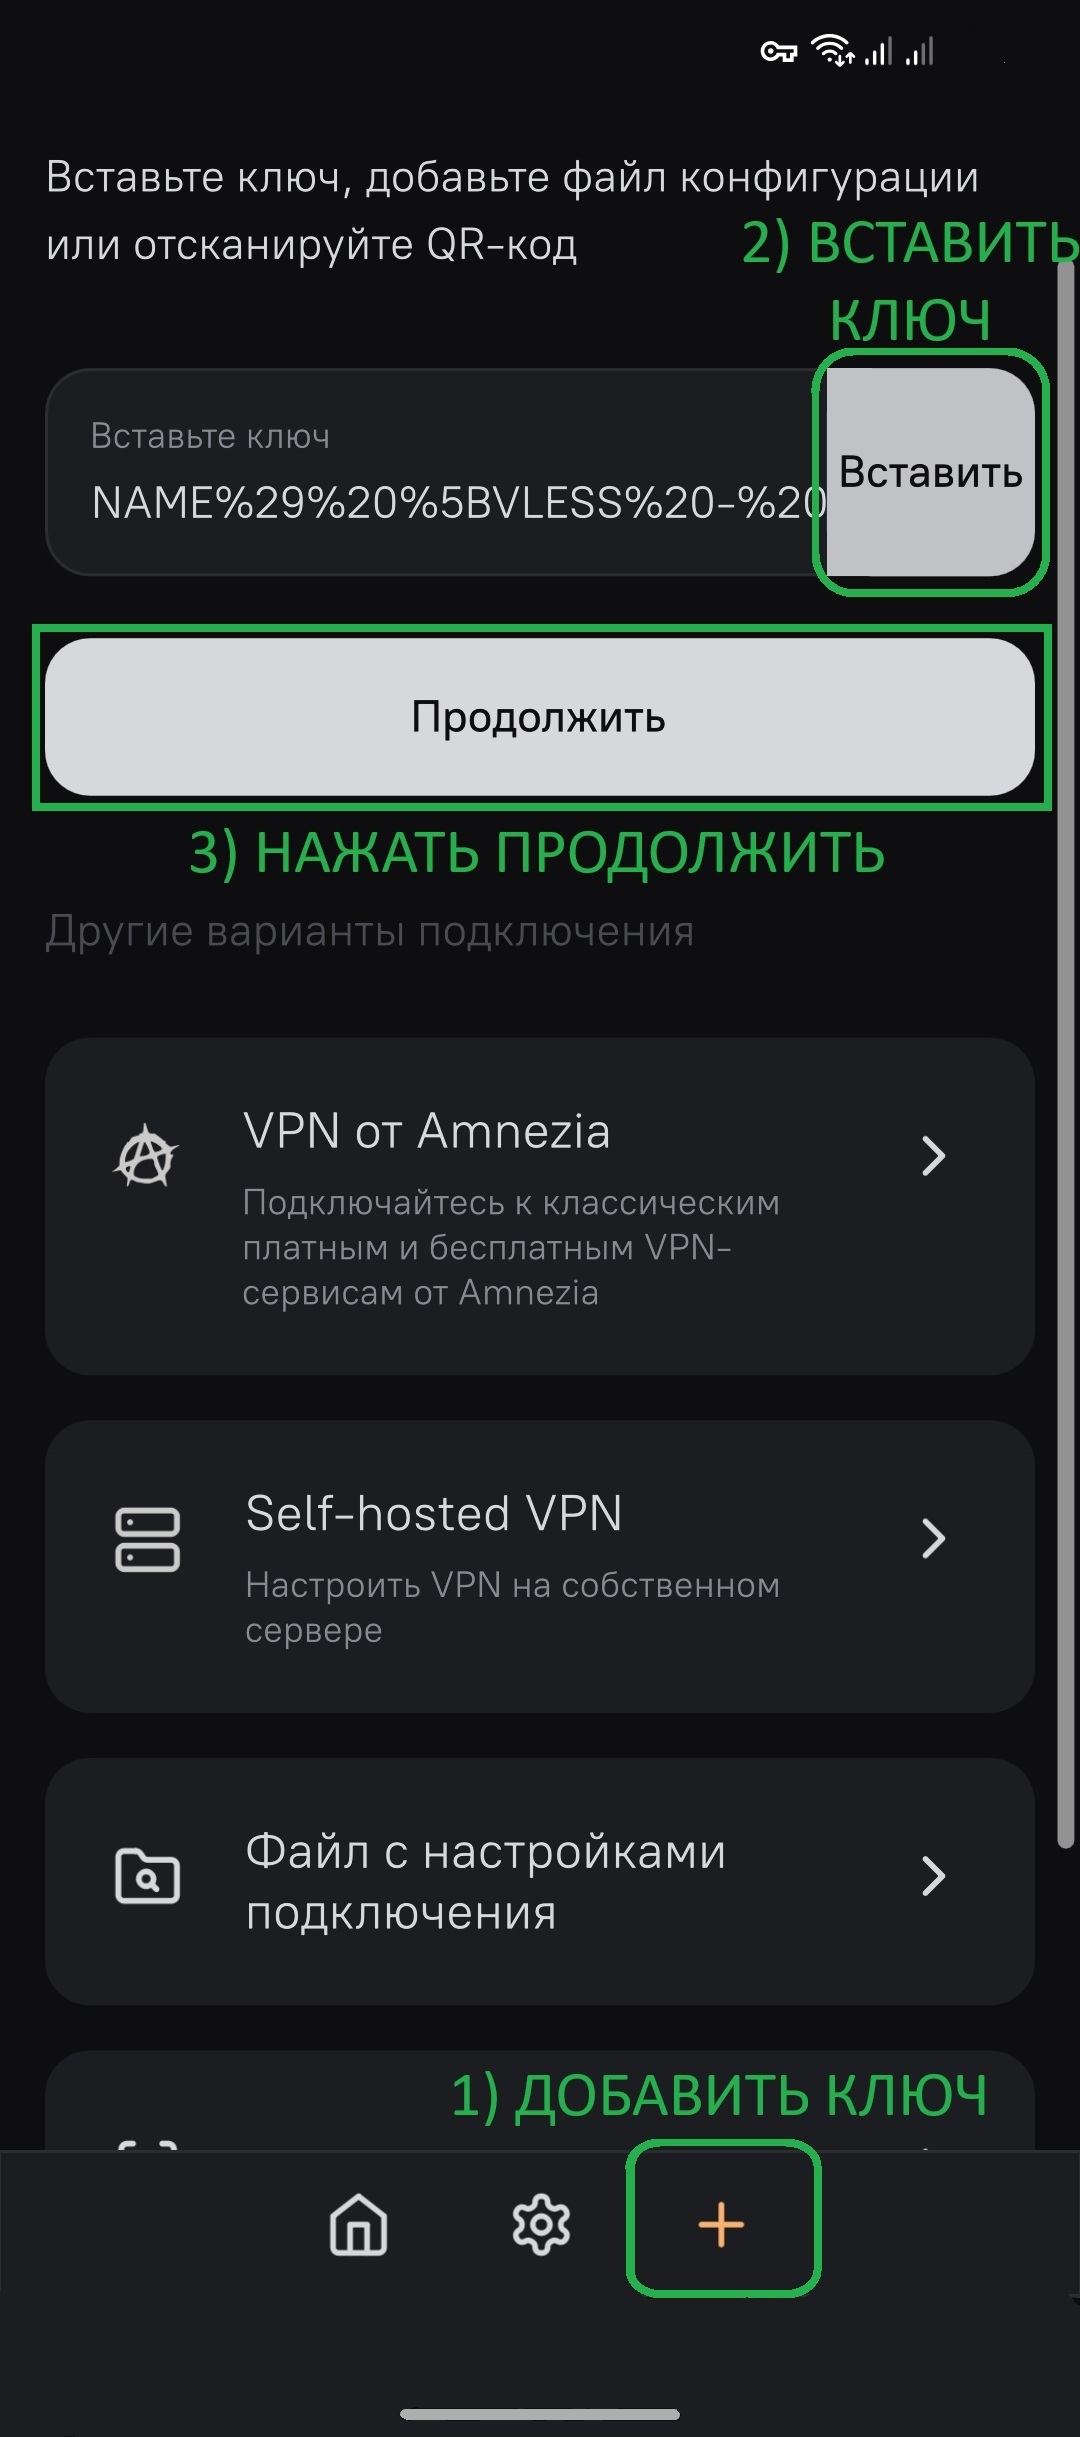 Вставьте ключ, добавьте файл конфигурации
или отсканируйте QR-код
2) ВСТАВИТЬ
КЛЮЧ
Вставьте ключ
NAME%29%20%5BVLESS%20-%20
Вставить
Продолжить
3) НАЖАТЬ ПРОДОЛЖИТЬ
Другие варианты подключения
VPN от Amnezia
Подключайтесь к классическим
платным и бесплатным VPN-
сервисам от Amnezia
Self-hosted VPN
Настроить VPN на собственном
сервере
Файл с настройками
подключения
1) ДОБАВИТЬ КЛЮЧ